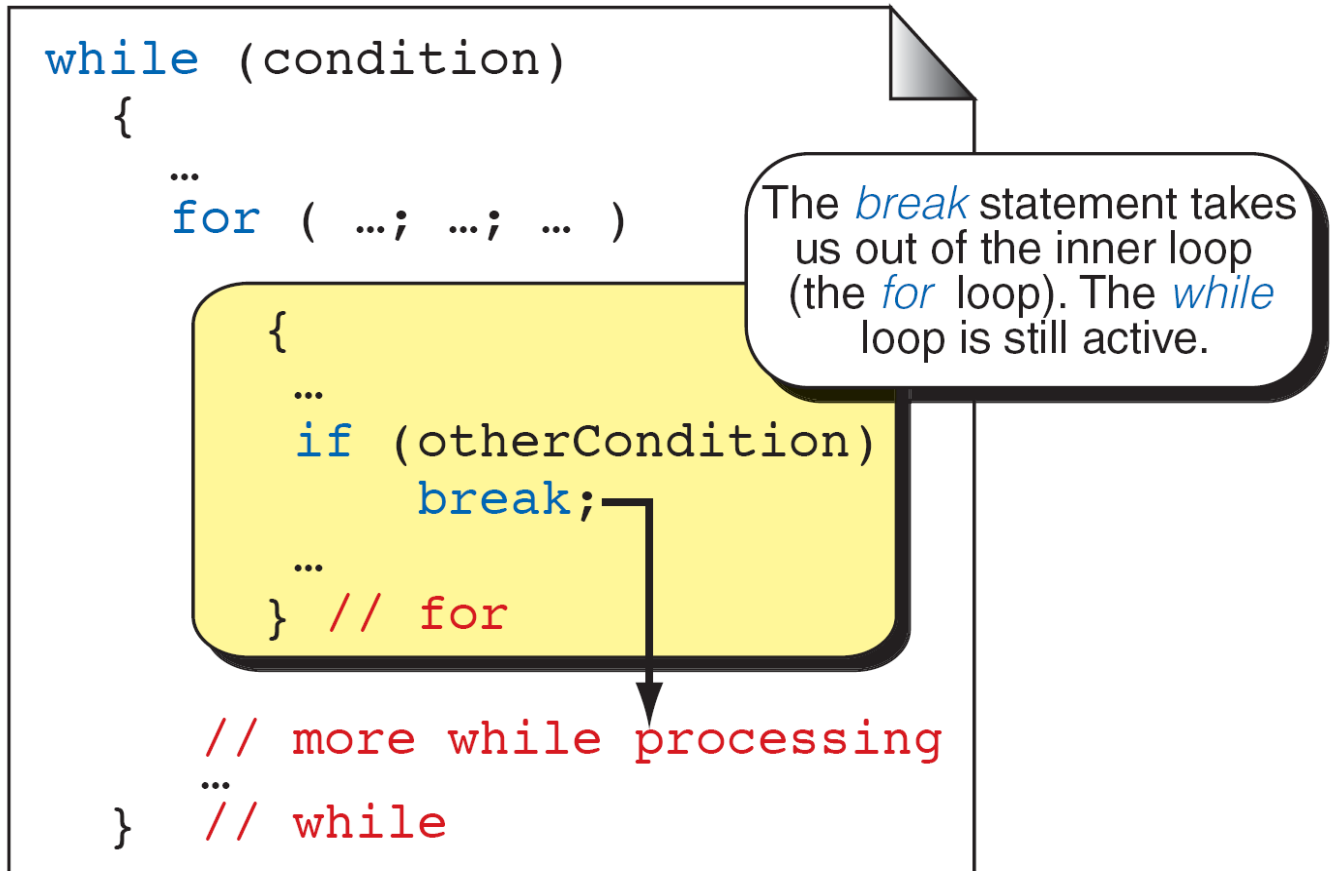 while (condition)
{
…
for ( …; …; … )
The break statement takes
us out of the inner loop
(the for loop). The while
loop is still active.
{
…
if (otherCondition)
break;
…
} // for
// more while processing
…
} // while